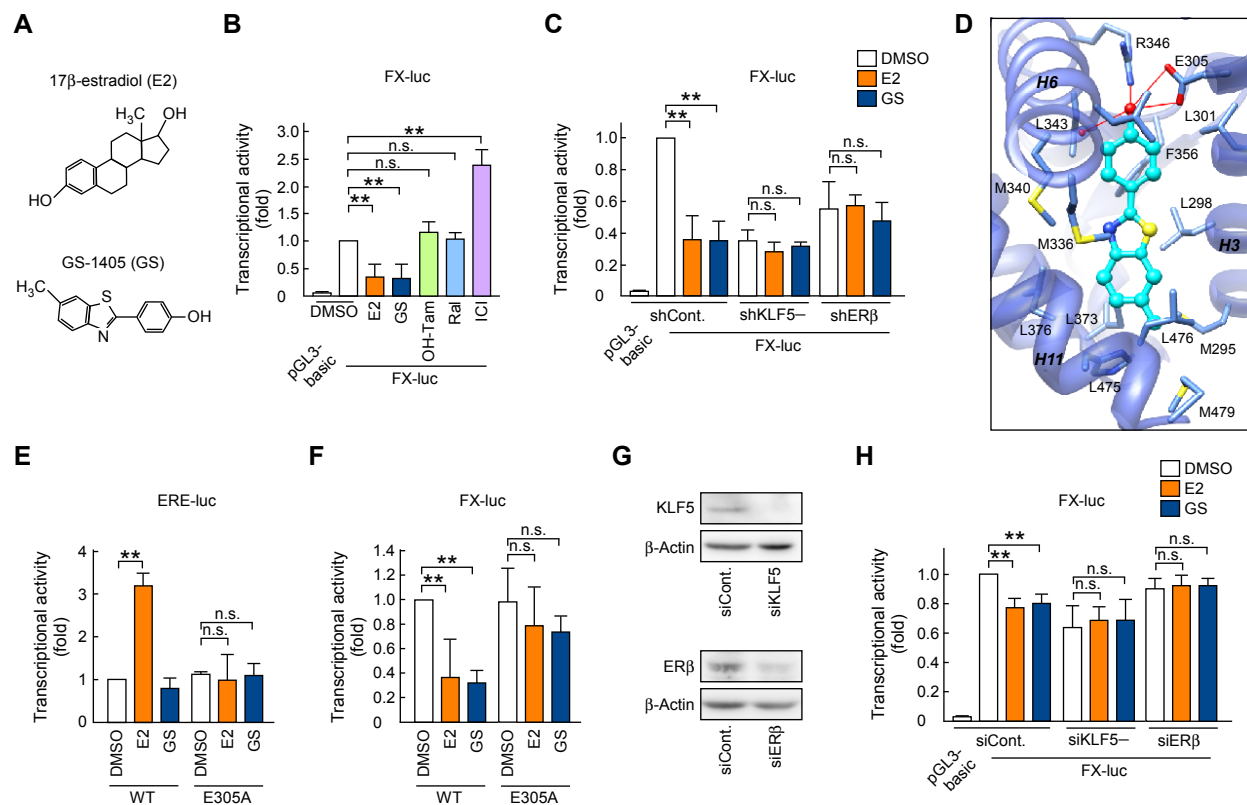 A
17β-estradiol (E2)
H₃C
OH
HO
GS-1405 (GS)
H₃C
S
N
OH
B
FX-luc
Transcriptional activity
(fold)
3.0
2.5
2.0
1.5
1.0
0.5
0
**
n.s.
n.s.
**
**
pGL3-
basic
DMSO
E2
GS
OH-Tam
Ral
ICI
FX-luc
C
DMSO
E2
GS
FX-luc
Transcriptional activity
(fold)
1.0
0.8
0.6
0.4
0.2
0
**
**
n.s.
n.s.
n.s.
n.s.
pGL3-
basic
shCont.
shKLF5–
shERβ
FX-luc
D
R346
E305
H6
L343
L301
F356
M340
L298
M336
H3
L376
L373
L476
M295
H11
L475
M479
E
ERE-luc
Transcriptional activity
(fold)
4
3
2
1
0
**
n.s.
n.s.
DMSO
E2
GS
DMSO
E2
GS
WT
E305A
F
FX-luc
Transcriptional activity
(fold)
1.4
1.2
1.0
0.8
0.6
0.4
0.2
0
**
**
n.s.
n.s.
DMSO
E2
GS
DMSO
E2
GS
WT
E305A
G
KLF5
β-Actin
siCont.
siKLF5
ERβ
β-Actin
siCont.
siERβ
H
DMSO
E2
GS
FX-luc
Transcriptional activity
(fold)
1.0
0.8
0.6
0.4
0.2
0
**
**
n.s.
n.s.
n.s.
n.s.
pGL3-
basic
siCont.
siKLF5–
siERβ
FX-luc